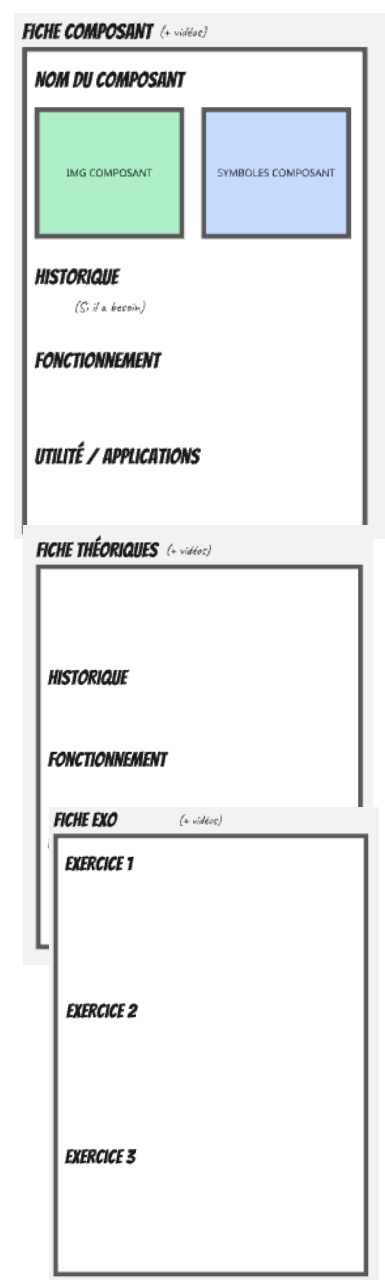 FICHE COMPOSANT (+ vidéos)
NOM DU COMPOSANT
IMG COMPOSANT
SYMBOLES COMPOSANT
HISTORIQUE
(Si il a besoin)
FONCTIONNEMENT
UTILITÉ / APPLICATIONS
FICHE THÉORIQUES (+ vidéos)
HISTORIQUE
FONCTIONNEMENT
FICHE EXO (+ vidéos)
EXERCICE 1
EXERCICE 2
EXERCICE 3